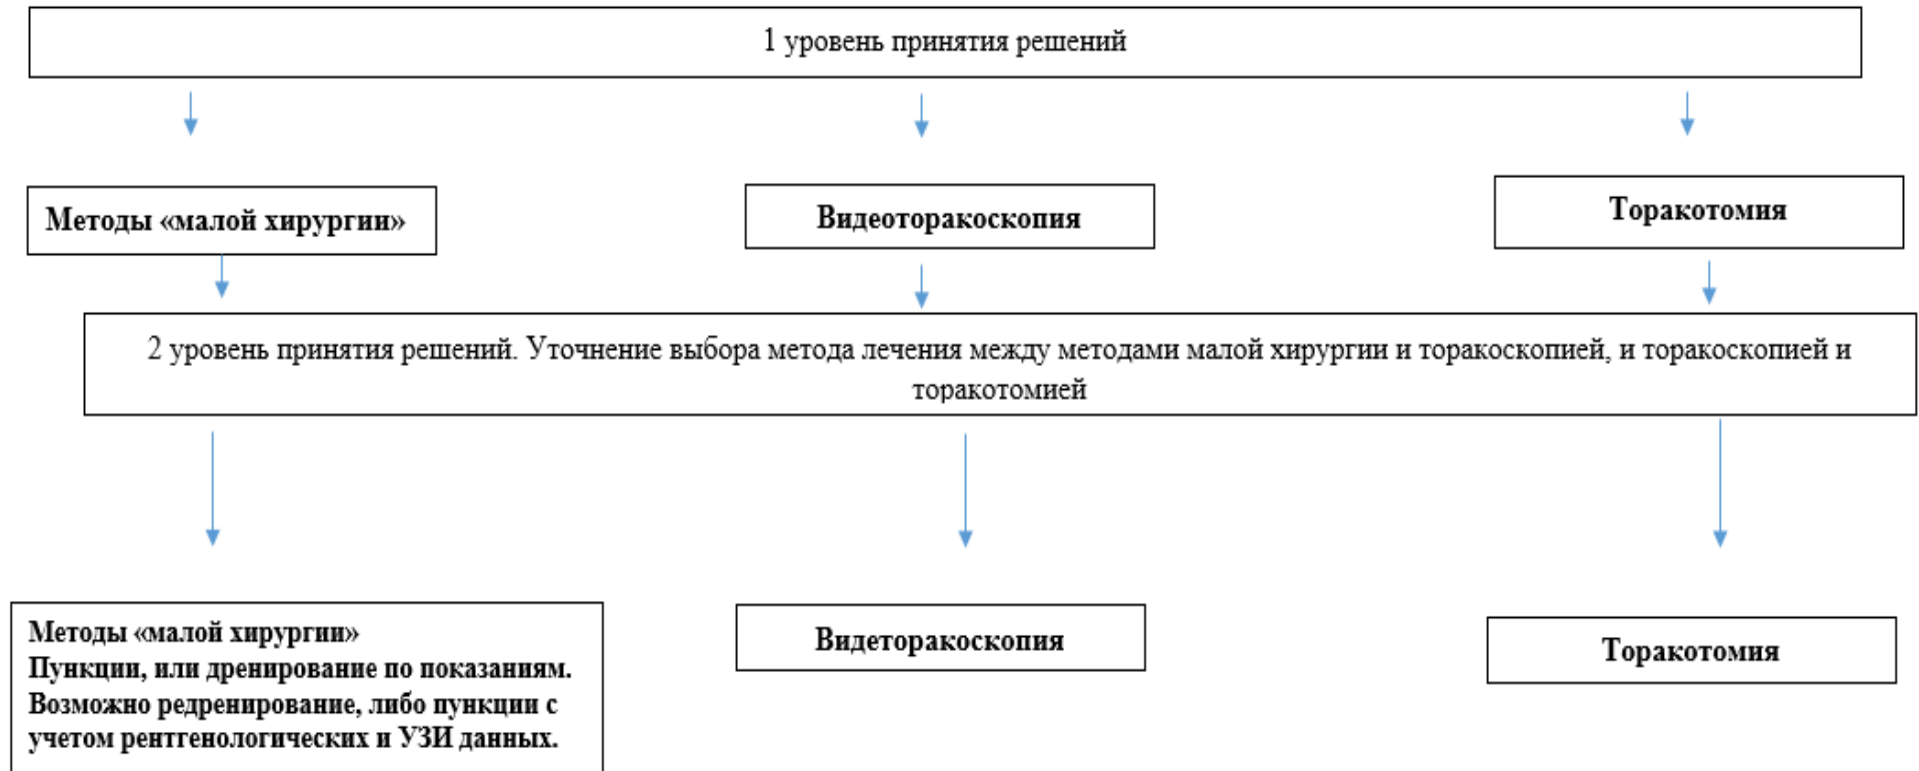 1 уровень принятия решений
Методы «малой хирургии»
Видеоторакоскопия
Торакотомия
2 уровень принятия решений. Уточнение выбора метода лечения между методами малой хирургии и торакоскопией, и торакоскопией и
торакотомией
Методы «малой хирургии»
Пункции, или дренирование по показаниям.
Возможно редренирование, либо пункции с
учетом рентгенологических и УЗИ данных.
Видеторакоскопия
Торакотомия